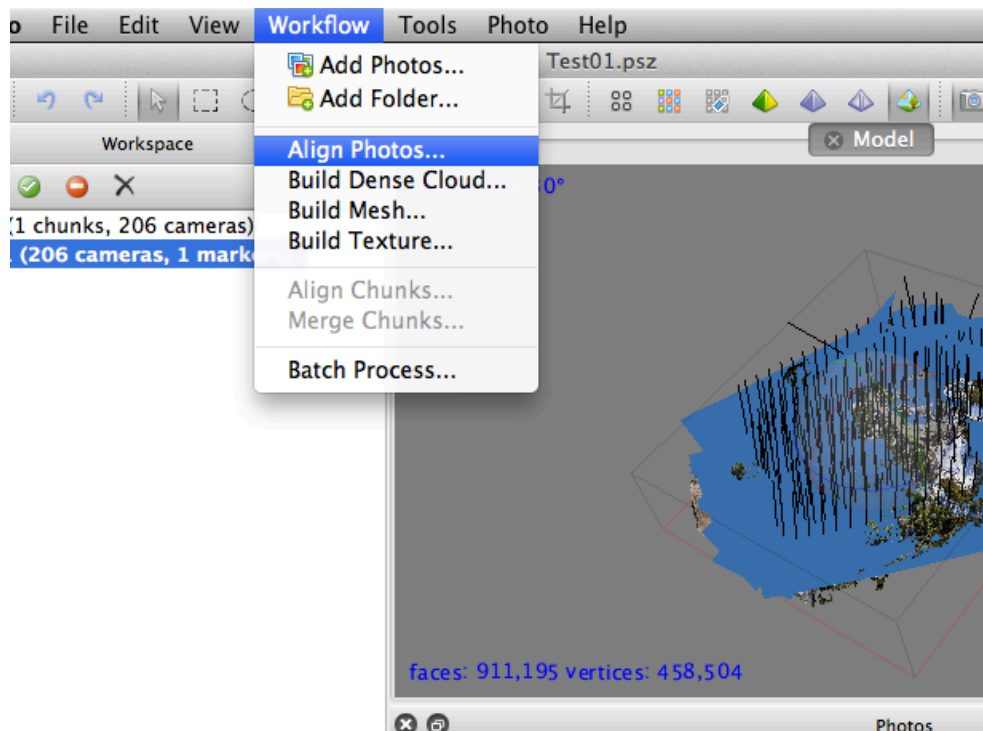 o File Edit View Workflow Tools Photo Help
Test01.psz
Add Photos...
Add Folder...
Workspace
Model
Align Photos...
0°
Build Dense Cloud...
(1 chunks, 206 cameras)
Build Mesh...
Build Texture...
(206 cameras, 1 mark
Align Chunks...
Merge Chunks...
Batch Process...
faces: 911,195 vertices: 458,504
Photos